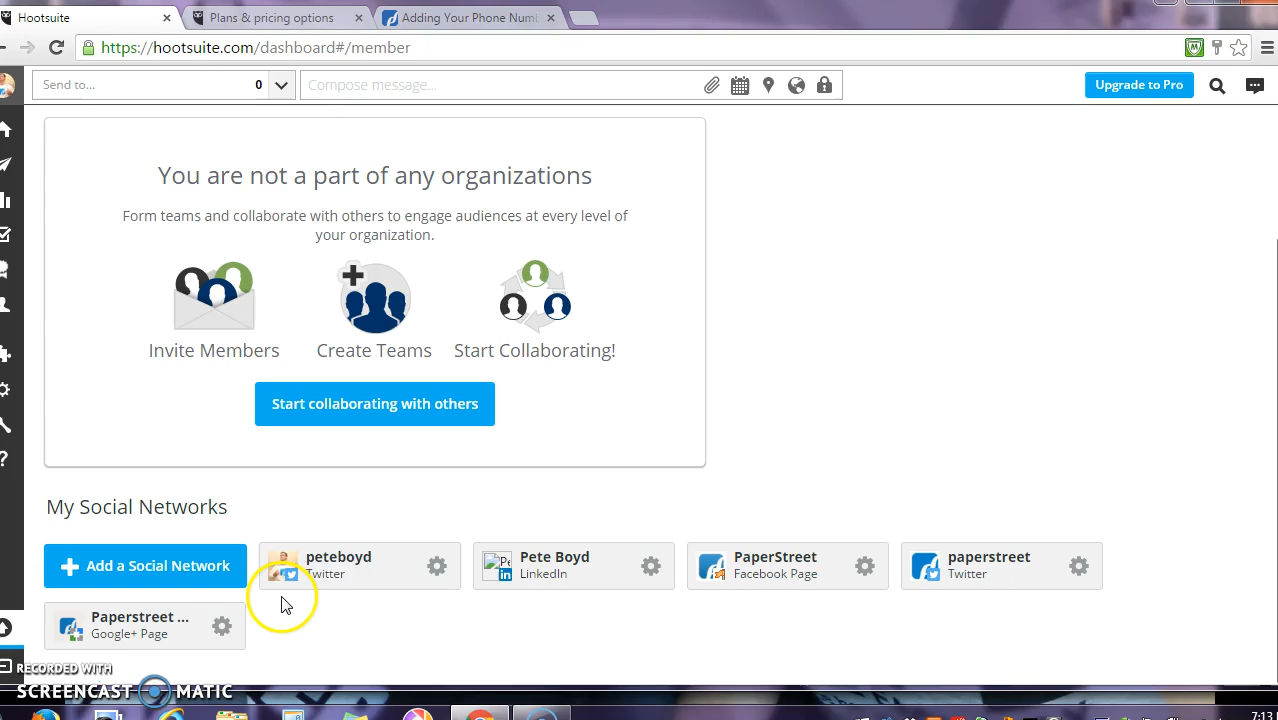 Hootsuite
Plans & pricing options
Adding Your Phone Num
https://hootsuite.com/dashboard#/member
Send to...
0
Compose message...
Upgrade to Pro
You are not a part of any organizations
Form teams and collaborate with others to engage audiences at every level of
your organization.
Invite Members
Create Teams
Start Collaborating!
Start collaborating with others
My Social Networks
Add a Social Network
peteboyd
Twitter
Pete Boyd
LinkedIn
PaperStreet
Facebook Page
paperstreet
Twitter
Paperstreet ...
Google+ Page
RECORDED WITH
SCREENCAST MATIC
7:13